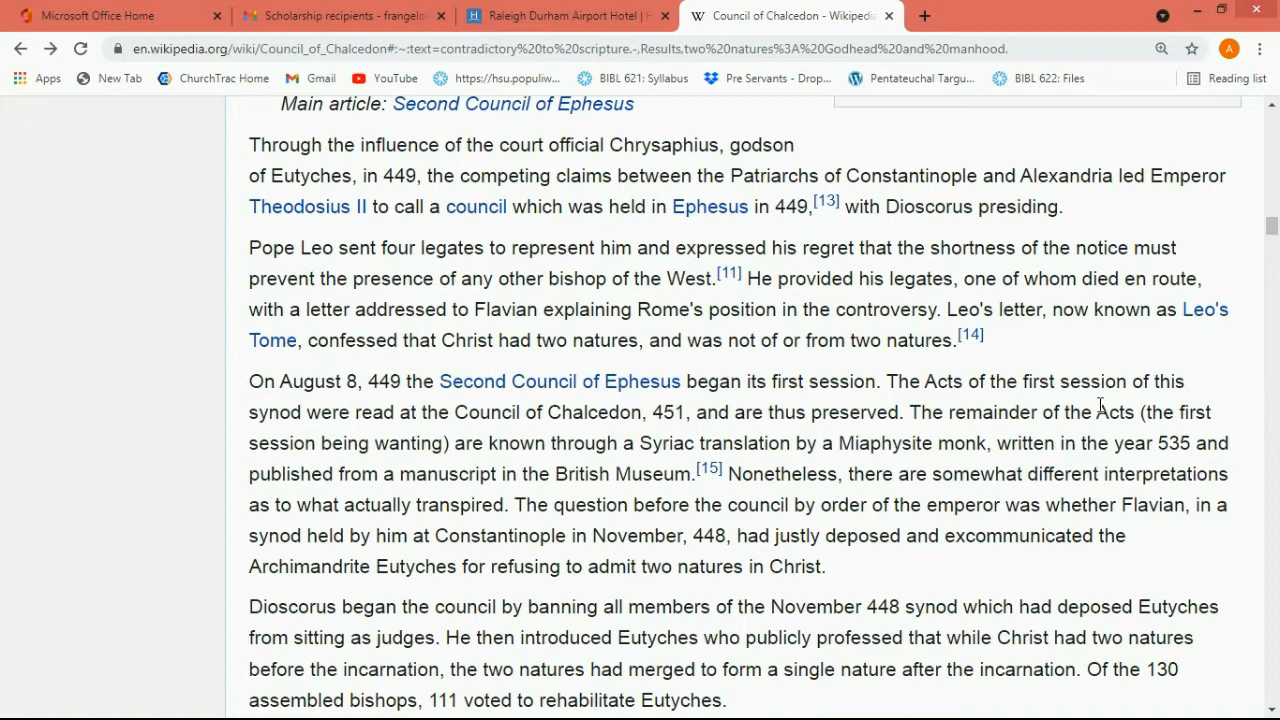 Microsoft Office Home
Scholarship recipients - frangelo
Raleigh Durham Airport Hotel |
Council of Chalcedon - Wikipedi
en.wikipedia.org/wiki/Council_of_Chalcedon#:~:text=contradictory%20to%20scripture.-,Results,two%20natures%3A%20Godhead%20and%20manhood.
A
Apps
New Tab
ChurchTrac Home
Gmail
YouTube
https://hsu.populiw...
BIBL 621: Syllabus
Pre Servants - Drop...
Pentateuchal Targu...
BIBL 622: Files
Reading list
Main article: Second Council of Ephesus
Through the influence of the court official Chrysaphius, godson
of Eutyches, in 449, the competing claims between the Patriarchs of Constantinople and Alexandria led Emperor
Theodosius II to call a council which was held in Ephesus in 449,[13] with Dioscorus presiding.
Pope Leo sent four legates to represent him and expressed his regret that the shortness of the notice must
prevent the presence of any other bishop of the West.[11] He provided his legates, one of whom died en route,
with a letter addressed to Flavian explaining Rome's position in the controversy. Leo's letter, now known as Leo's
Tome, confessed that Christ had two natures, and was not of or from two natures.[14]
On August 8, 449 the Second Council of Ephesus began its first session. The Acts of the first session of this
synod were read at the Council of Chalcedon, 451, and are thus preserved. The remainder of the Acts (the first
session being wanting) are known through a Syriac translation by a Miaphysite monk, written in the year 535 and
published from a manuscript in the British Museum.[15] Nonetheless, there are somewhat different interpretations
as to what actually transpired. The question before the council by order of the emperor was whether Flavian, in a
synod held by him at Constantinople in November, 448, had justly deposed and excommunicated the
Archimandrite Eutyches for refusing to admit two natures in Christ.
Dioscorus began the council by banning all members of the November 448 synod which had deposed Eutyches
from sitting as judges. He then introduced Eutyches who publicly professed that while Christ had two natures
before the incarnation, the two natures had merged to form a single nature after the incarnation. Of the 130
assembled bishops, 111 voted to rehabilitate Eutyches.